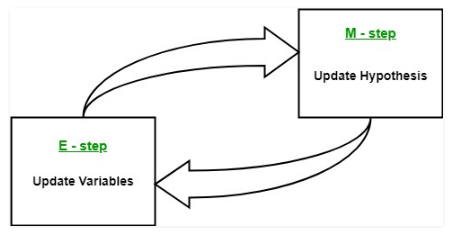 M - step
Update Hypothesis
E - step
Update Variables